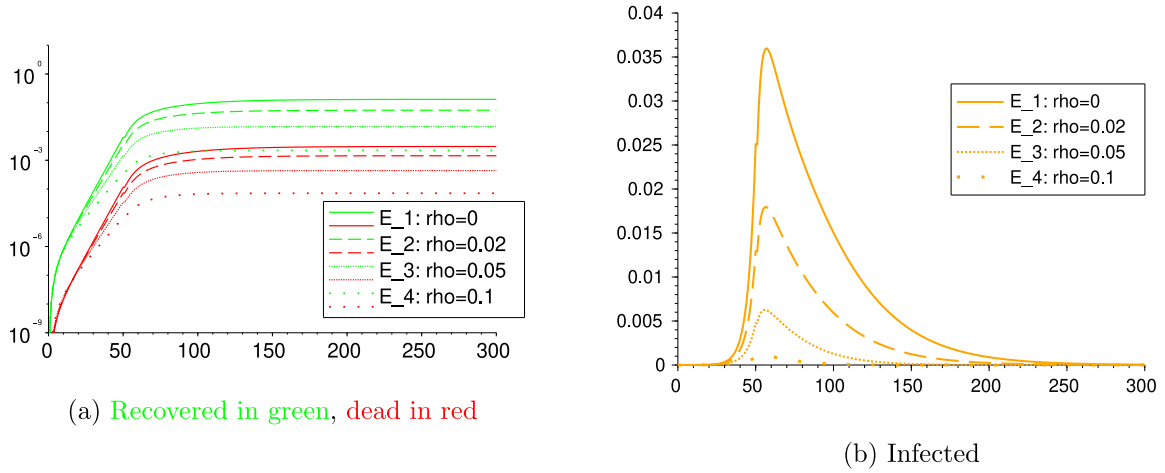 10^0
10^−3
10^−6
10^−9
0 50 100 150 200 250 300
E_1: rho=0
E_2: rho=0.02
E_3: rho=0.05
E_4: rho=0.1
(a) Recovered in green, dead in red
0.04
0.035
0.03
0.025
0.02
0.015
0.01
0.005
0
0 50 100 150 200 250 300
E_1: rho=0
E_2: rho=0.02
E_3: rho=0.05
E_4: rho=0.1
(b) Infected